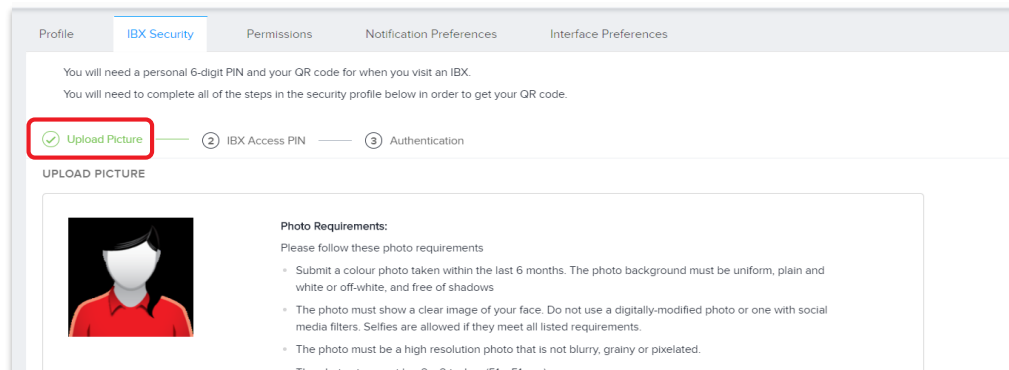 Profile IBX Security Permissions Notification Preferences Interface Preferences
You will need a personal 6-digit PIN and your QR code for when you visit an IBX.
You will need to complete all of the steps in the security profile below in order to get your QR code.
Upload Picture 2 IBX Access PIN 3 Authentication
UPLOAD PICTURE
Photo Requirements:
Please follow these photo requirements
Submit a colour photo taken within the last 6 months. The photo background must be uniform, plain and
white or off-white, and free of shadows
The photo must show a clear image of your face. Do not use a digitally-modified photo or one with social
media filters. Selfies are allowed if they meet all listed requirements.
The photo must be a high resolution photo that is not blurry, grainy or pixelated.